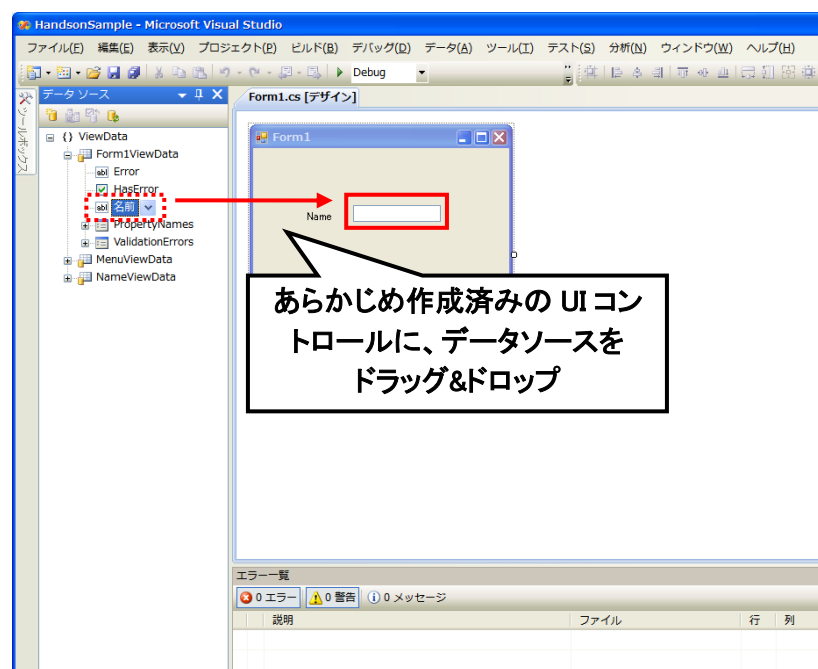 HandsonSample - Microsoft Visual Studio
ファイル(F) 編集(E) 表示(V) プロジェクト(P) ビルド(B) デバッグ(D) データ(A) ツール(T) テスト(S) 分析(N) ウィンドウ(W) ヘルプ(H)
Debug
ツールボックス
データ ソース
Form1.cs [デザイン]
{} ViewData
Form1ViewData
abl Error
HasError
abl 名前
PropertyNames
ValidationErrors
MenuViewData
NameViewData
Form1
Name
あらかじめ作成済みの UI コン
トロールに、データソースを
ドラッグ&ドロップ
エラー一覧
0 エラー 0 警告 0 メッセージ
説明 ファイル 行 列